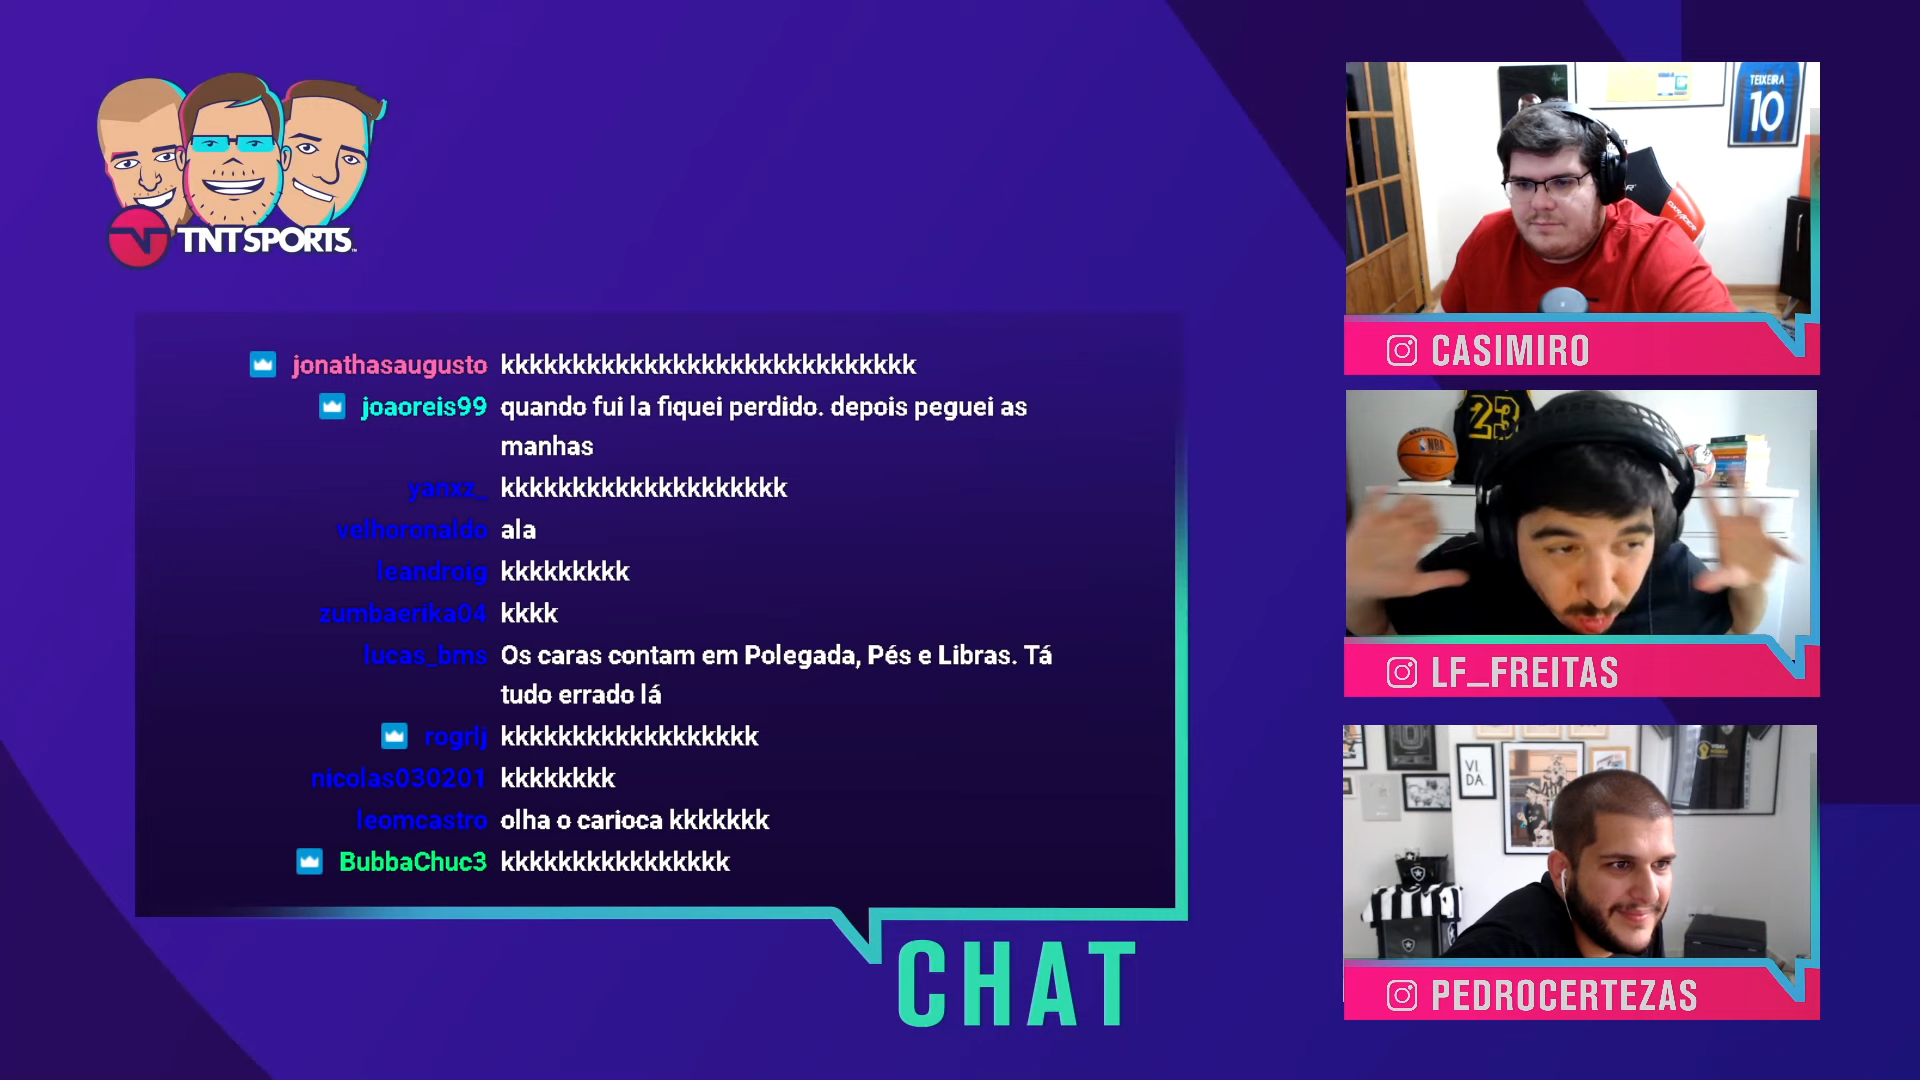 TNT SPORTS
jonathasaugusto kkkkkkkkkkkkkkkkkkkkkkkkkkkkk
joaoreis99 quando fui la fiquei perdido. depois peguei as
manhas
yanxz_ kkkkkkkkkkkkkkkkkkkk
velhoronaldo ala
leandroig kkkkkkkkk
zumbaerika04 kkkk
lucas_bms Os caras contam em Polegada, Pés e Libras. Tá
tudo errado lá
rogrlj kkkkkkkkkkkkkkkkkk
nicolas030201 kkkkkkkk
leomcastro olha o carioca kkkkkkk
BubbaChuc3 kkkkkkkkkkkkkkkk
CHAT
TEIXEIRA
10
CASIMIRO
23
NBA
LF_FREITAS
VI
DA.
PEDROCERTEZAS